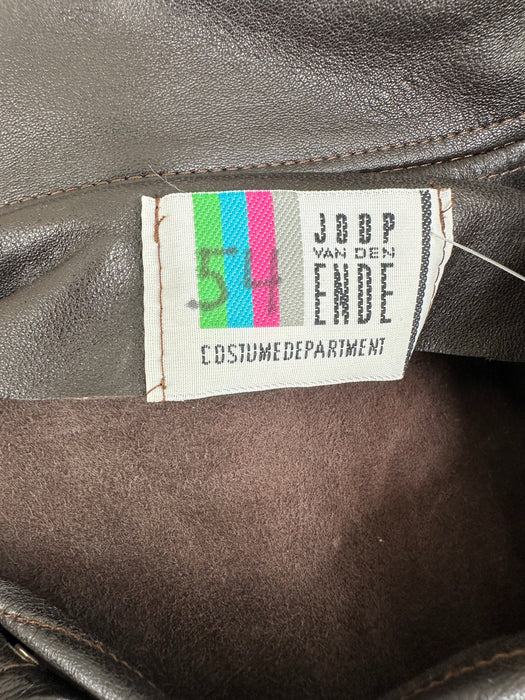 54
JOOP
VAN DEN
ENDE
COSTUMEDEPARTMENT